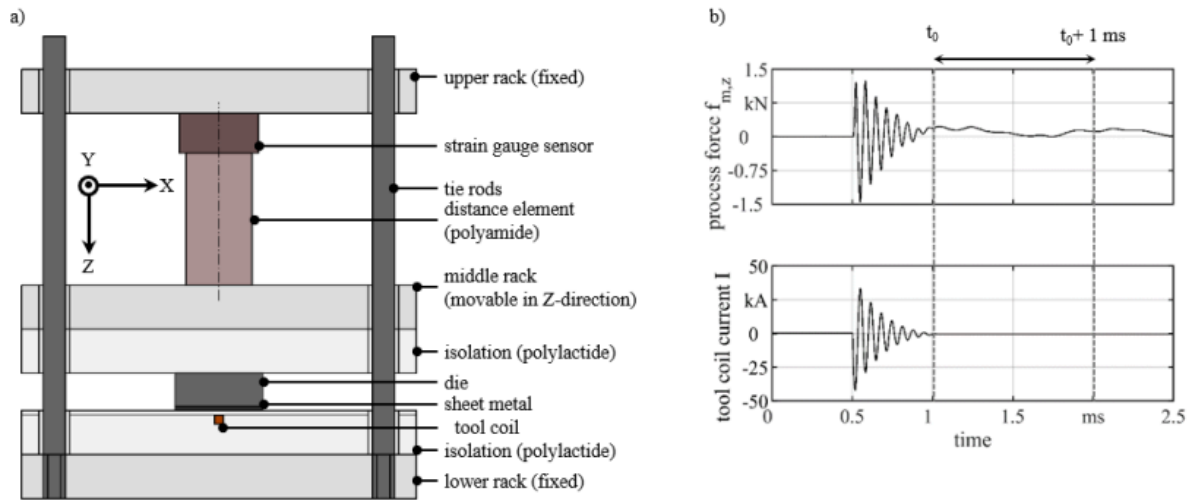 a)
upper rack (fixed)
strain gauge sensor
tie rods
distance element
(polyamide)
middle rack
(movable in Z-direction)
isolation (polylactide)
die
sheet metal
tool coil
isolation (polylactide)
lower rack (fixed)
Y
X
Z
b)
t₀
t₀+ 1 ms
process force fₘ,𝓏
1.5
kN
0
-0.75
-1.5
tool coil current I
50
kA
0
-25
-50
0
0.5
1
1.5
ms
2.5
time